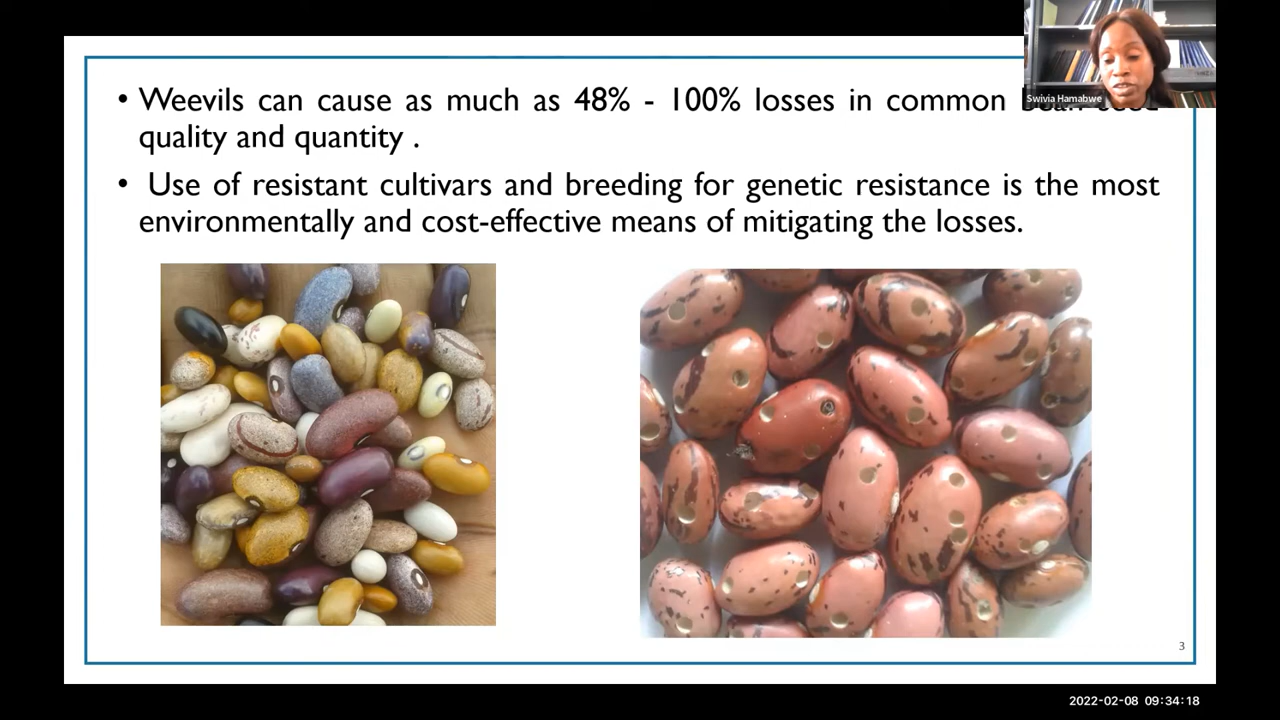 • Weevils can cause as much as 48% - 100% losses in common
quality and quantity .
• Use of resistant cultivars and breeding for genetic resistance is the most
environmentally and cost-effective means of mitigating the losses.
Swivia Hamabwe
3
2022-02-08 09:34:18